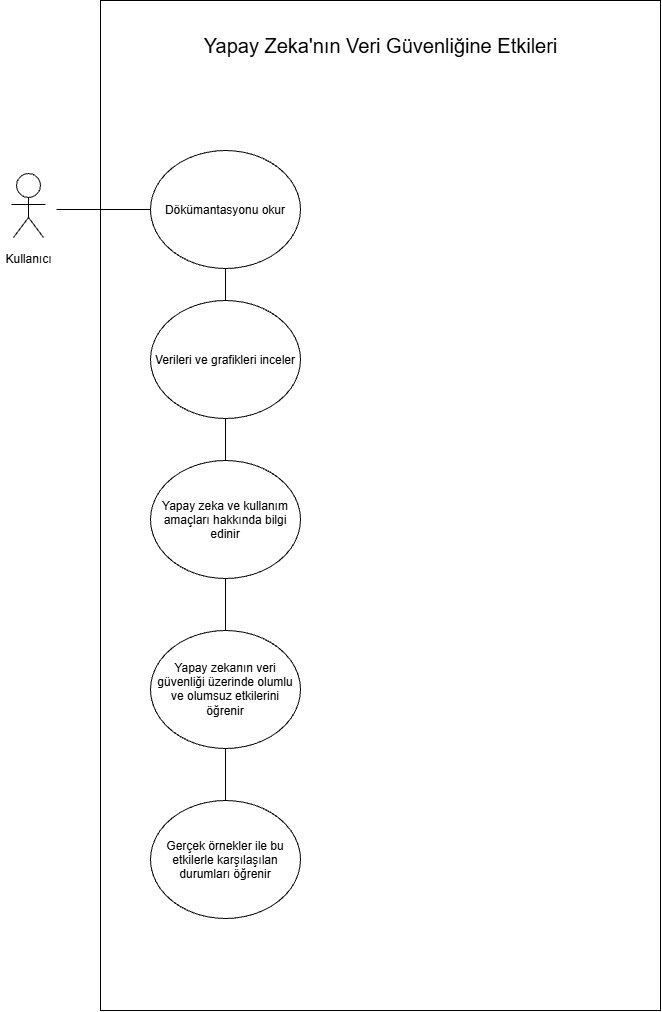 Yapay Zeka'nın Veri Güvenliğine Etkileri
Dökümantasyonu okur
Kullanıcı
Verileri ve grafikleri inceler
Yapay zeka ve kullanım
amaçları hakkında bilgi
edinir
Yapay zekanın veri
güvenliği üzerinde olumlu
ve olumsuz etkilerini
öğrenir
Gerçek örnekler ile bu
etkilerle karşılaşılan
durumları öğrenir